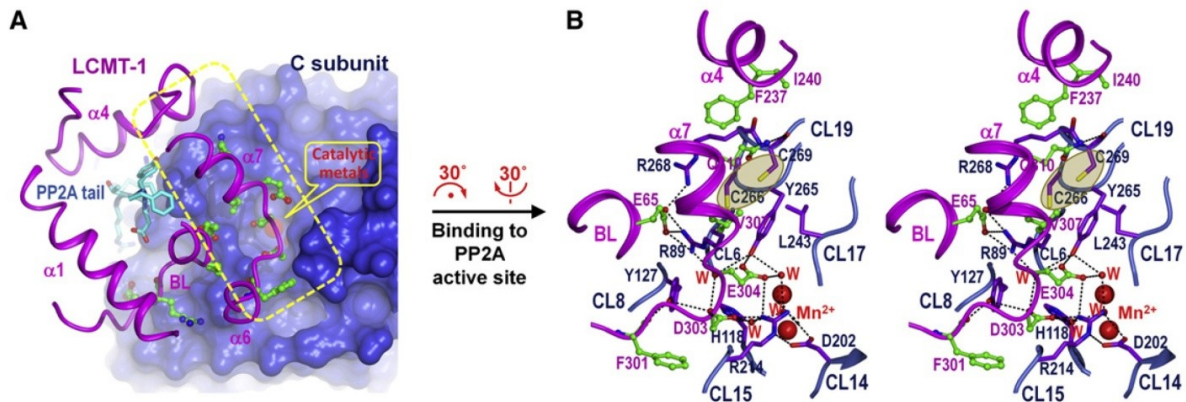 A
LCMT-1
C subunit
α4
α7
Catalytic
metals
PP2A tail
α1
BL
α6
30° 30°
Binding to
PP2A
active site
B
α4
I240
F237
α7
CL19
R268
C269
C266
Y265
E65
V307
BL
L243
R89
CL6
CL17
Y127
W
W
E304
CL8
W
Mn²⁺
D303
W
H118
D202
F301
R214
CL15
CL14
α4
I240
F237
α7
CL19
R268
C269
C266
Y265
E65
V307
BL
L243
R89
CL6
CL17
Y127
W
W
E304
CL8
W
Mn²⁺
D303
W
H118
D202
F301
R214
CL15
CL14